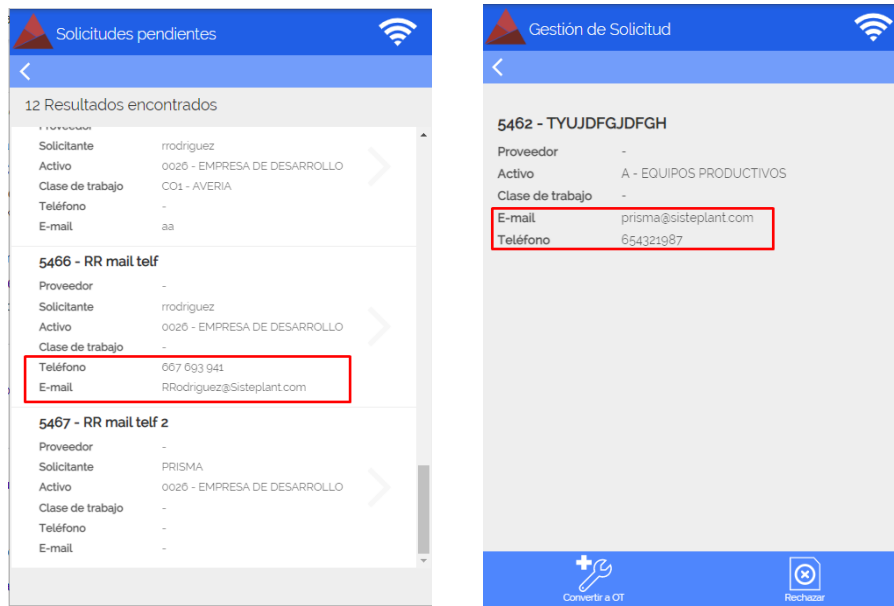 Solicitudes pendientes
12 Resultados encontrados
Proveedor
Solicitante rrodriguez
Activo 0026 - EMPRESA DE DESARROLLO
Clase de trabajo CO1 - AVERIA
Teléfono -
E-mail aa
5466 - RR mail telf
Proveedor -
Solicitante rrodriguez
Activo 0026 - EMPRESA DE DESARROLLO
Clase de trabajo -
Teléfono 667 693 941
E-mail RRodriguez@Sisteplant.com
5467 - RR mail telf 2
Proveedor -
Solicitante PRISMA
Activo 0026 - EMPRESA DE DESARROLLO
Clase de trabajo -
Teléfono -
E-mail -
Gestión de Solicitud
5462 - TYUJDFGJDFGH
Proveedor -
Activo A - EQUIPOS PRODUCTIVOS
Clase de trabajo -
E-mail prisma@sisteplant.com
Teléfono 654321987
Convertir a OT
Rechazar